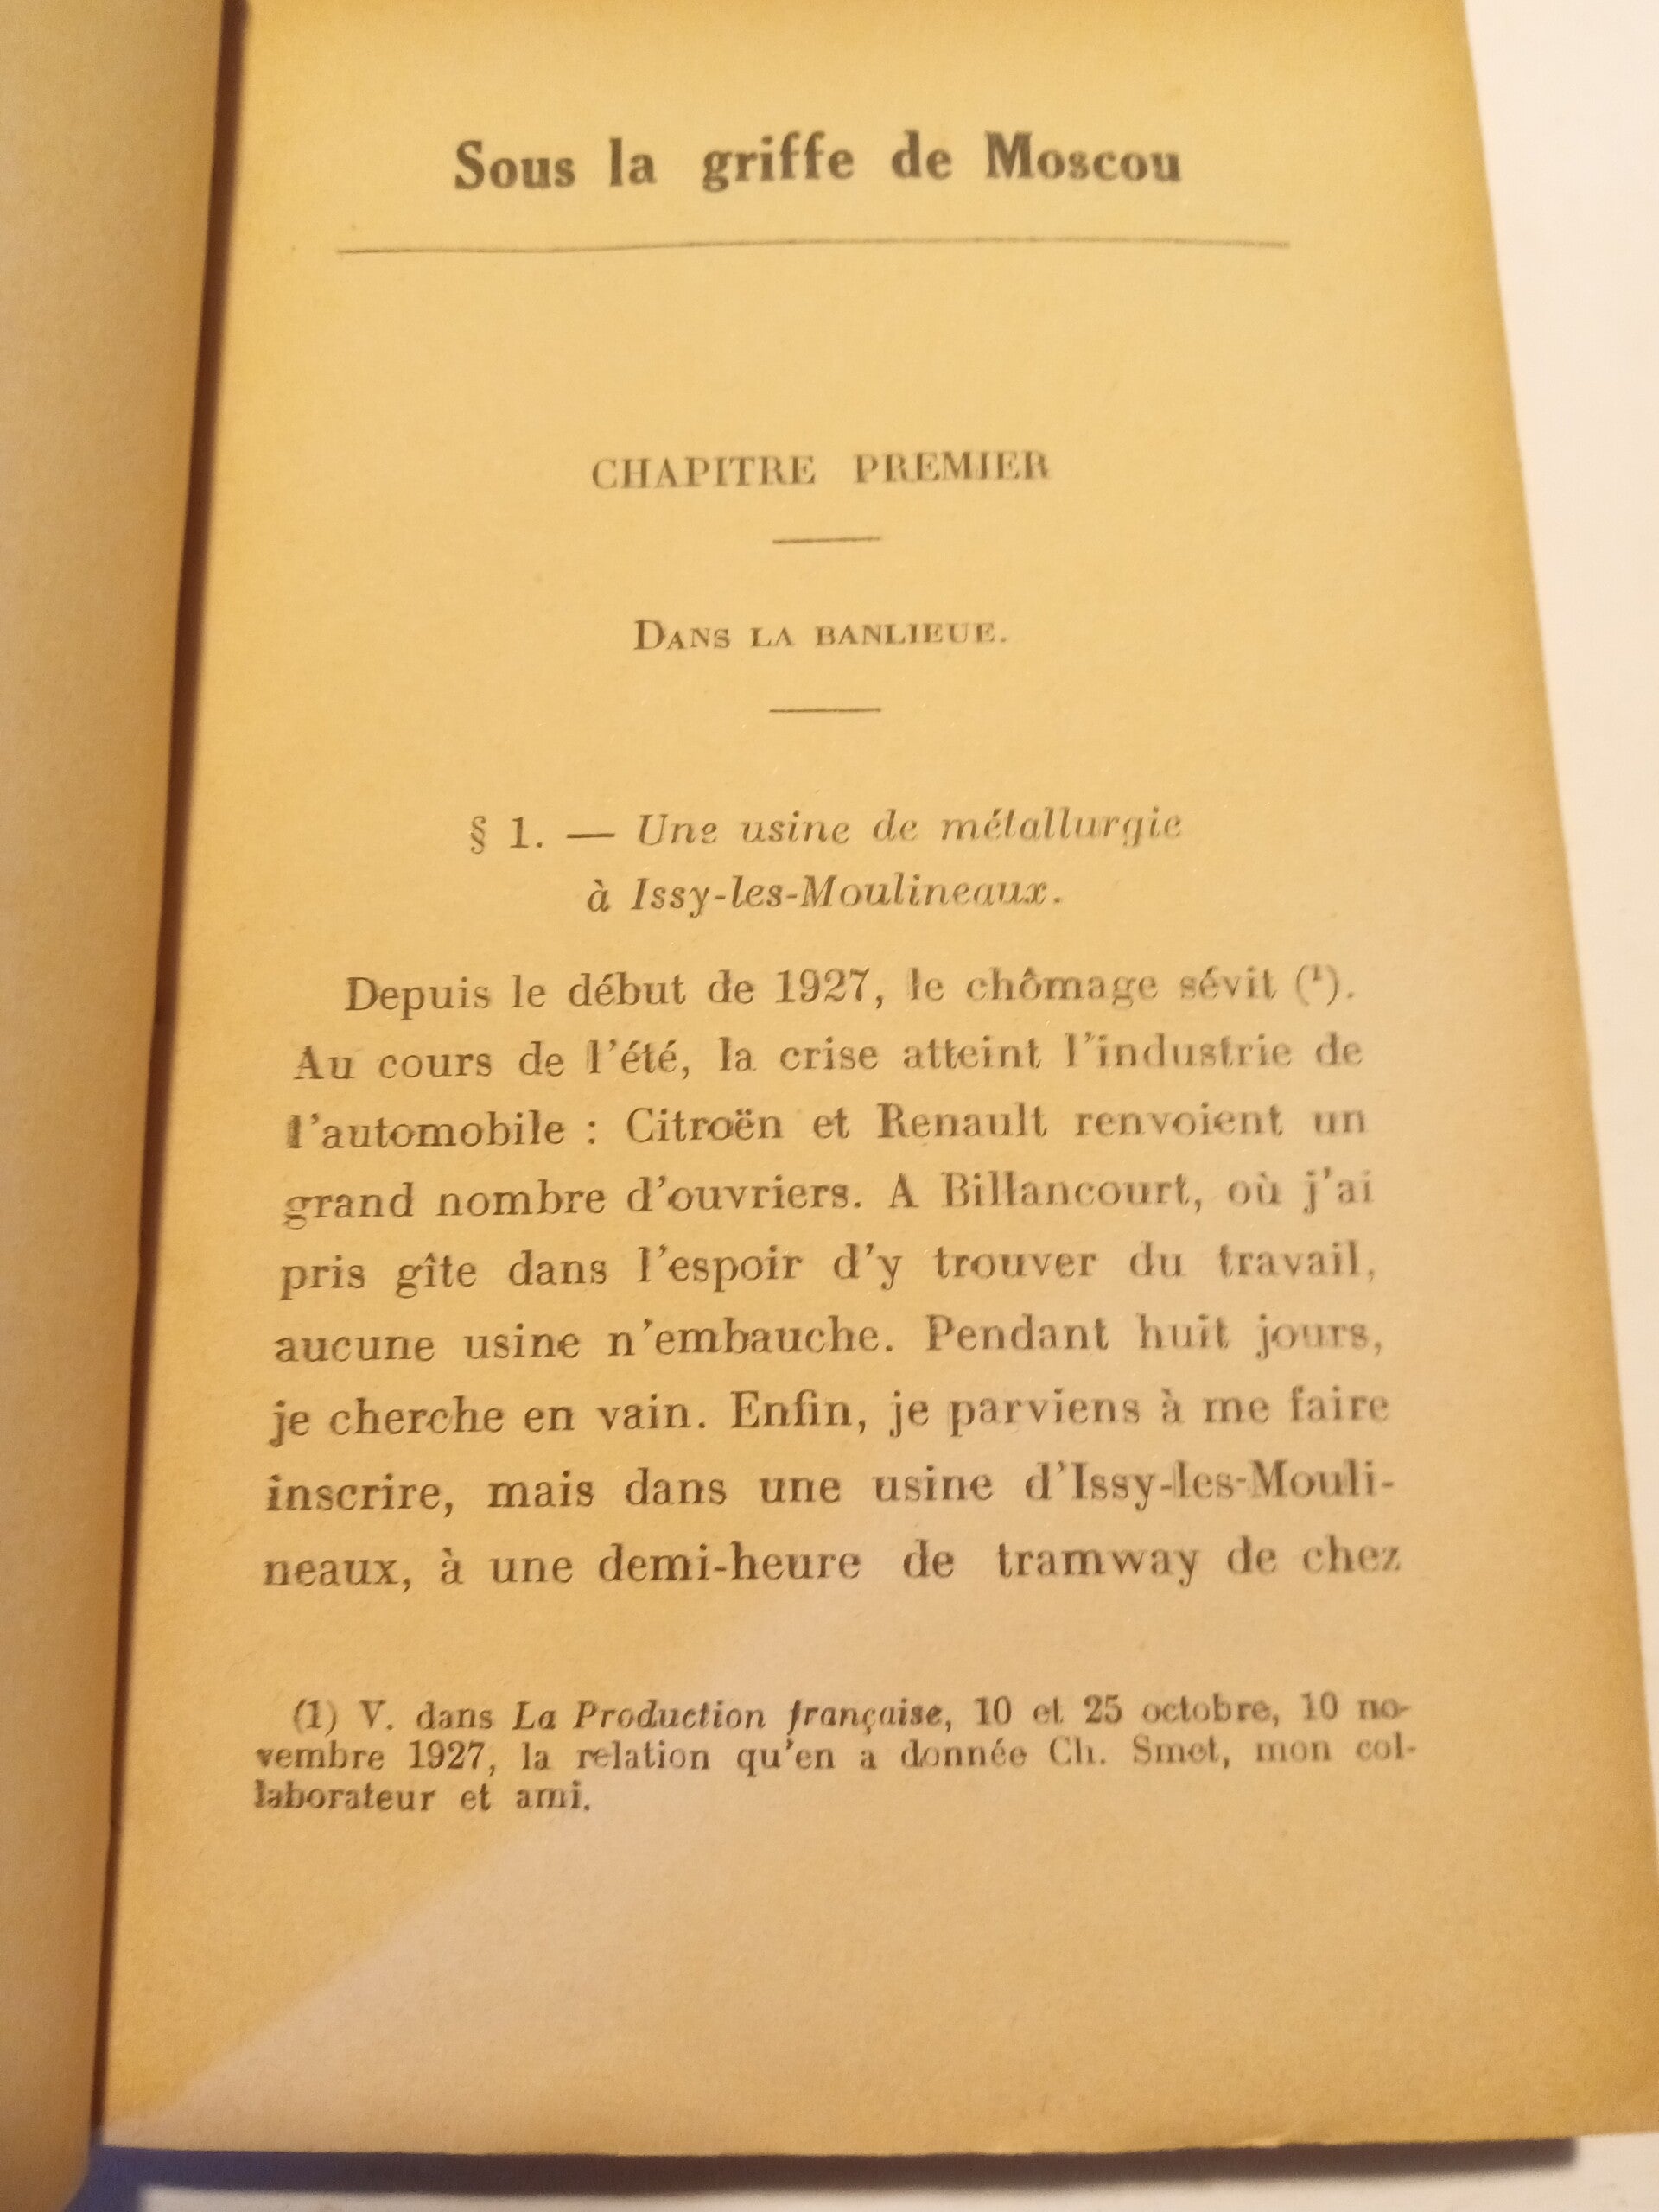 Sous la griffe de Moscou
CHAPITRE PREMIER
DANS LA BANLIEUE.
§ 1. — Une usine de métallurgie
à Issy-les-Moulineaux.
Depuis le début de 1927, le chômage sévit (¹).
Au cours de l'été, la crise atteint l'industrie de
l'automobile : Citroën et Renault renvoient un
grand nombre d'ouvriers. A Billancourt, où j'ai
pris gîte dans l'espoir d'y trouver du travail,
aucune usine n'embauche. Pendant huit jours,
je cherche en vain. Enfin, je parviens à me faire
inscrire, mais dans une usine d'Issy-les-Mouli-
neaux, à une demi-heure de tramway de chez
(1) V. dans La Production française, 10 et 25 octobre, 10 no-
vembre 1927, la relation qu'en a donnée Ch. Smet, mon col-
laborateur et ami.